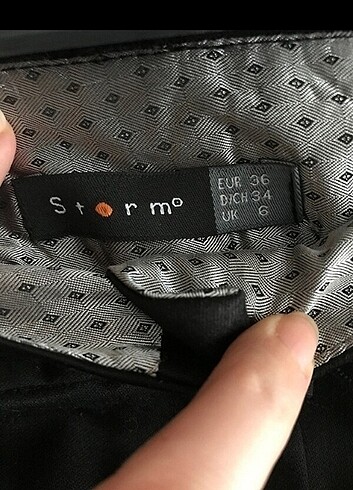 Storm
EUR 36
D/CH 34
UK 6